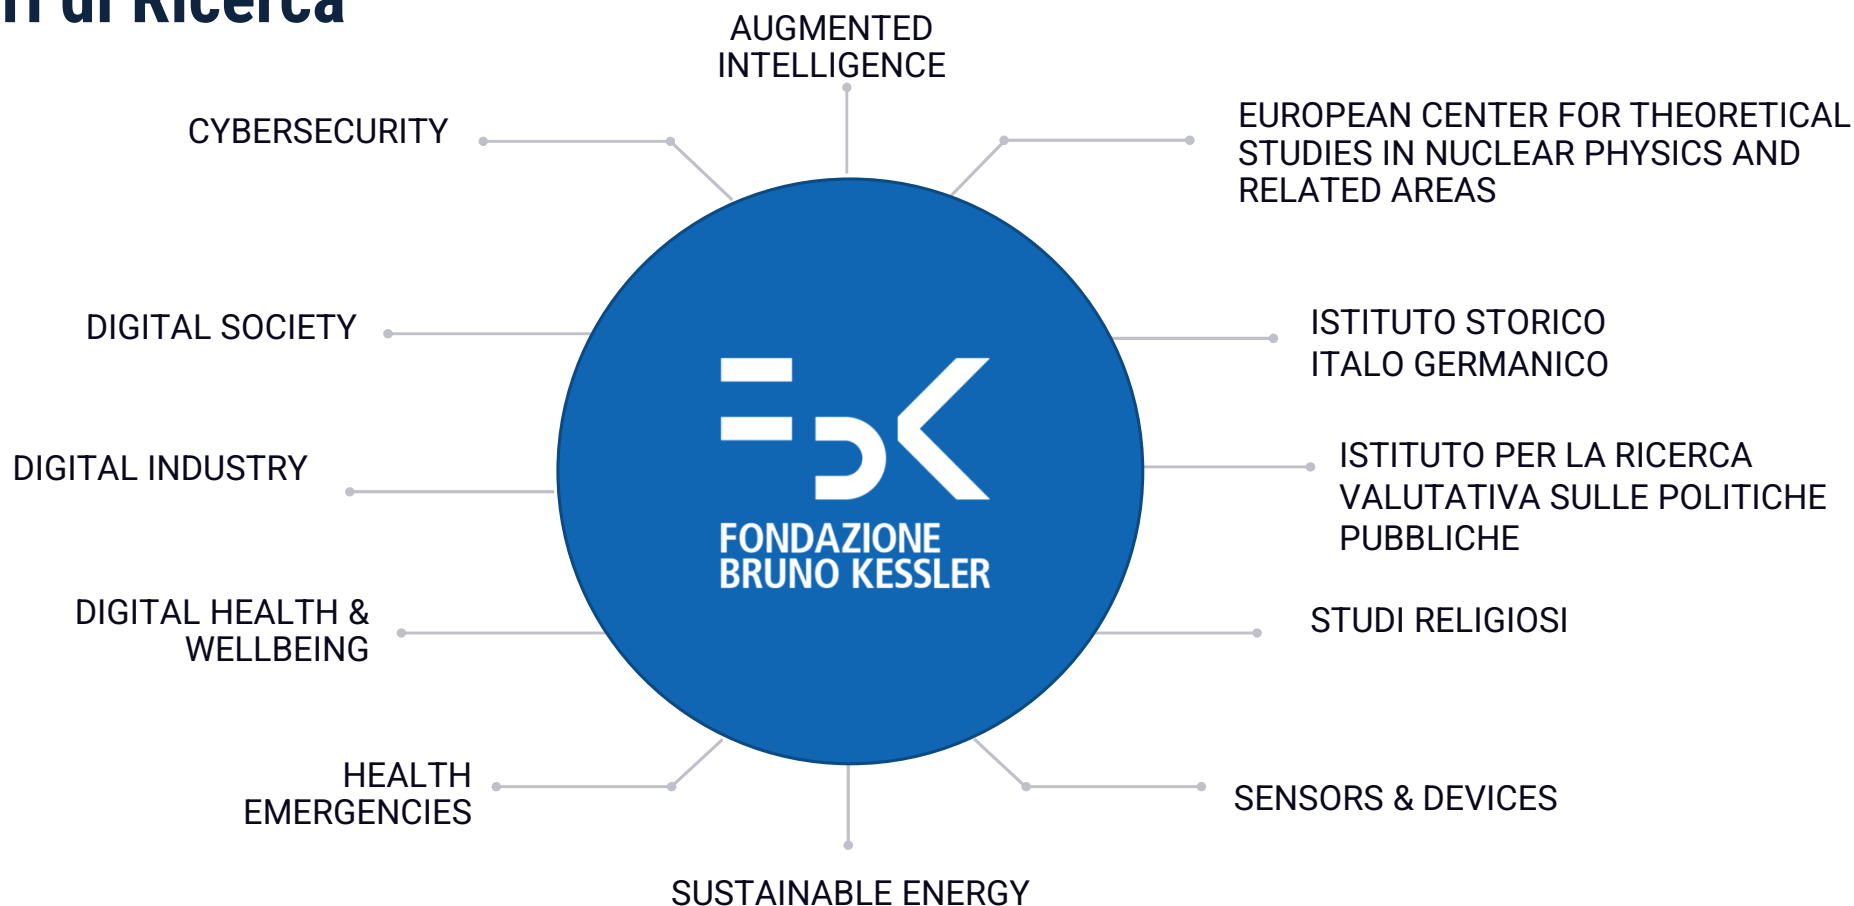 di Ricerca
AUGMENTED
INTELLIGENCE
CYBERSECURITY
EUROPEAN CENTER FOR THEORETICAL
STUDIES IN NUCLEAR PHYSICS AND
RELATED AREAS
DIGITAL SOCIETY
ISTITUTO STORICO
ITALO GERMANICO
DIGITAL INDUSTRY
ISTITUTO PER LA RICERCA
VALUTATIVA SULLE POLITICHE
PUBBLICHE
FBK
FONDAZIONE
BRUNO KESSLER
DIGITAL HEALTH &
WELLBEING
STUDI RELIGIOSI
HEALTH
EMERGENCIES
SENSORS & DEVICES
SUSTAINABLE ENERGY